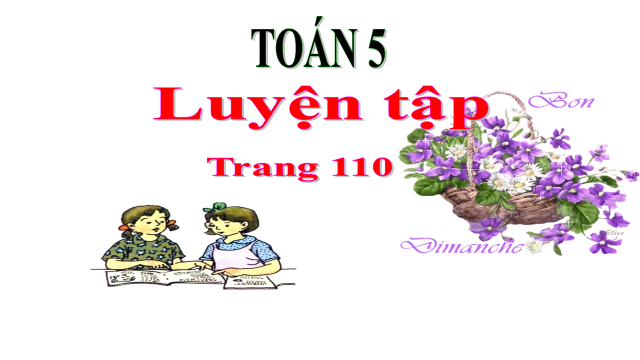 TOÁN 5
Luyện tập
Bon
Trang 110
Dimanche